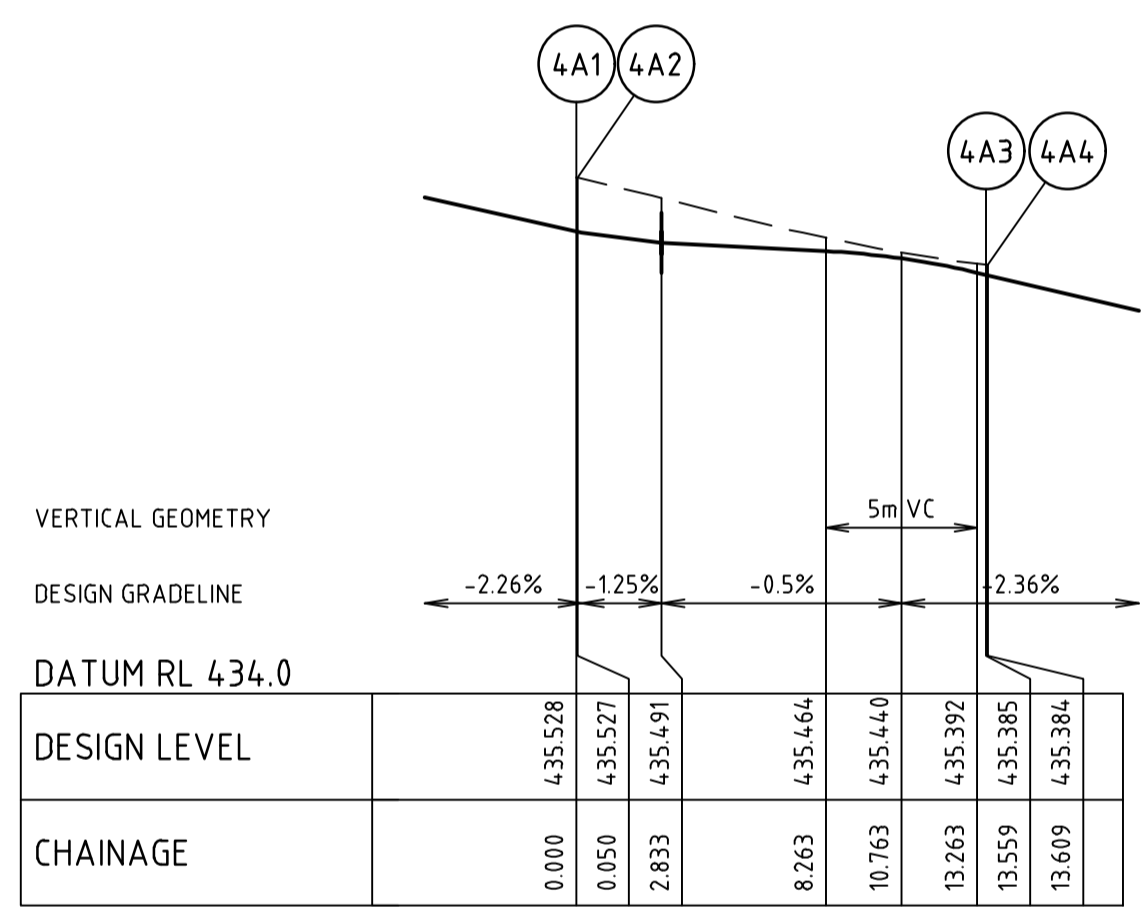 4A1 4A2
4A3 4A4
VERTICAL GEOMETRY 5m VC
DESIGN GRADELINE -2.26% -1.25% -0.5% -2.36%
DATUM RL 434.0
DESIGN LEVEL 435.528 435.527 435.491 435.464 435.440 435.392 435.385 435.384
CHAINAGE 0.000 0.050 2.833 8.263 10.763 13.263 13.559 13.609